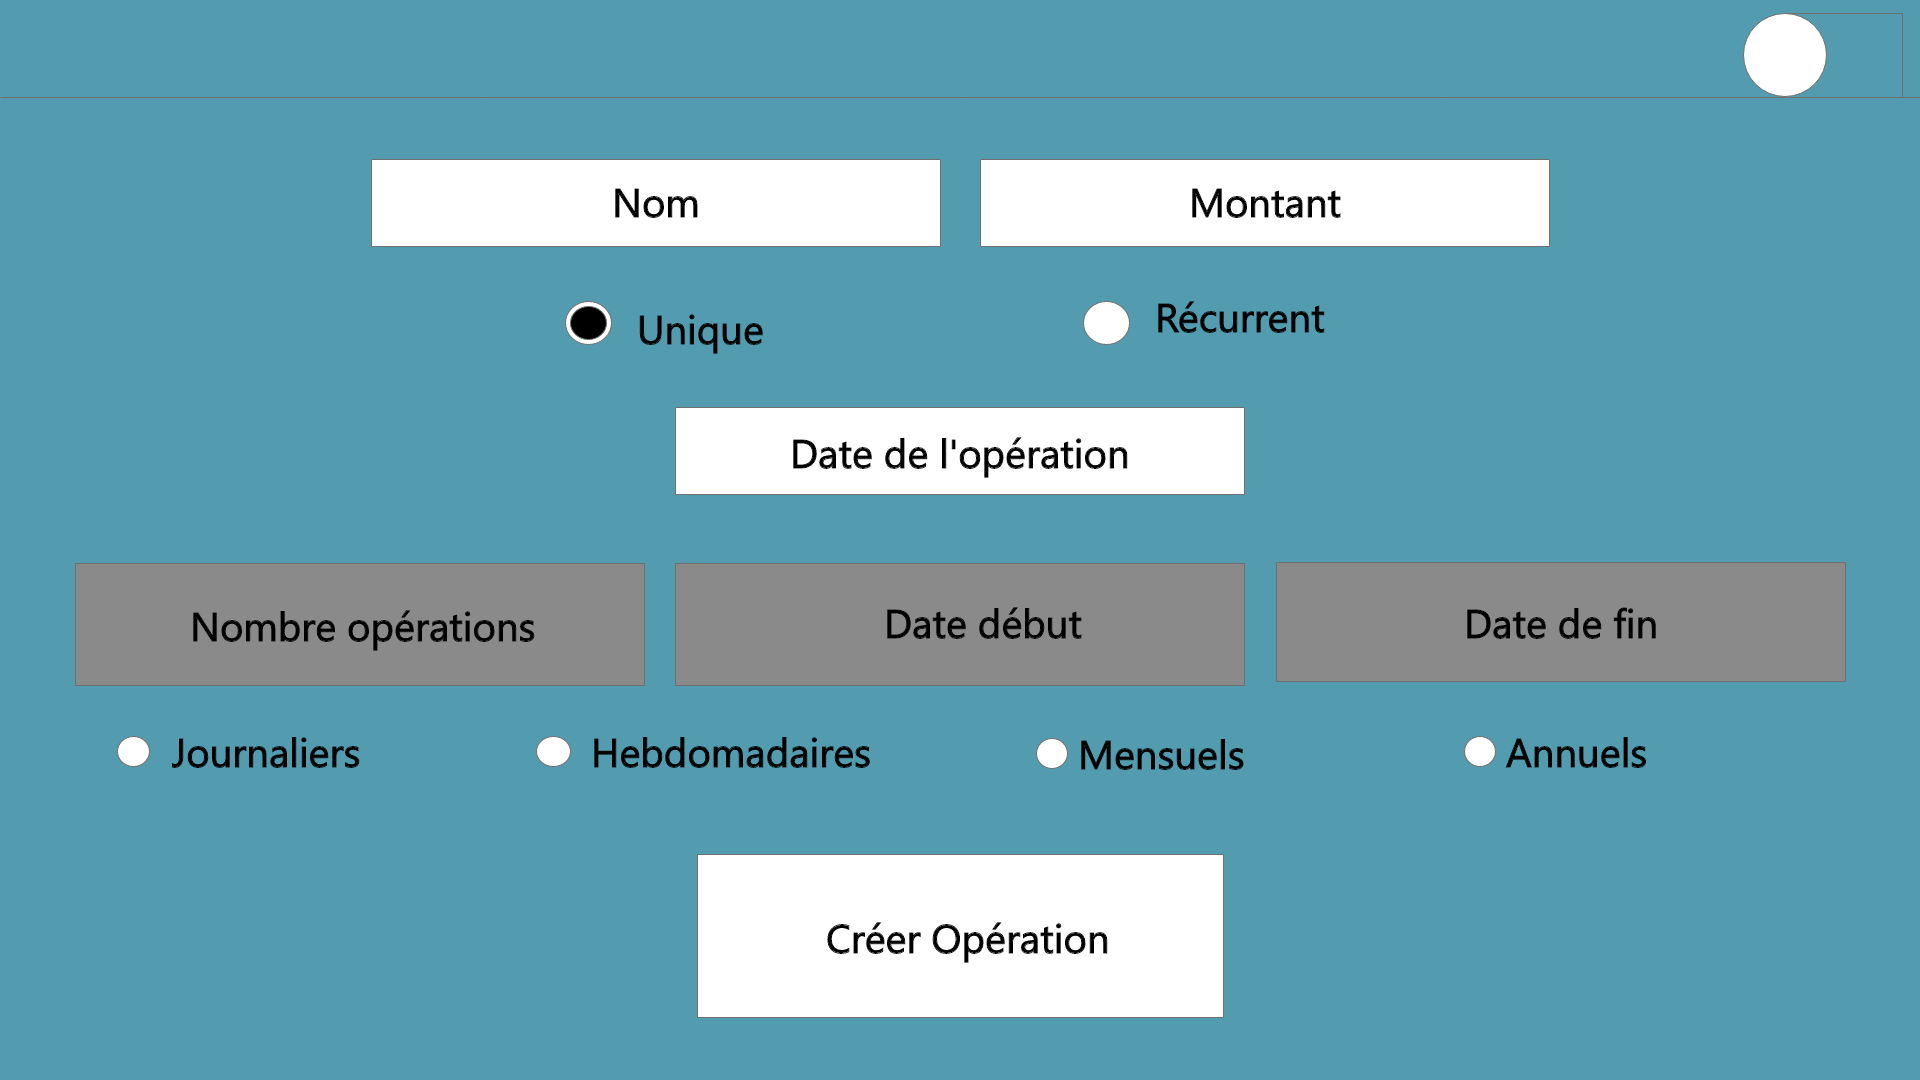 Nom
Montant
Unique
Récurrent
Date de l'opération
Nombre opérations
Date début
Date de fin
Journaliers
Hebdomadaires
Mensuels
Annuels
Créer Opération